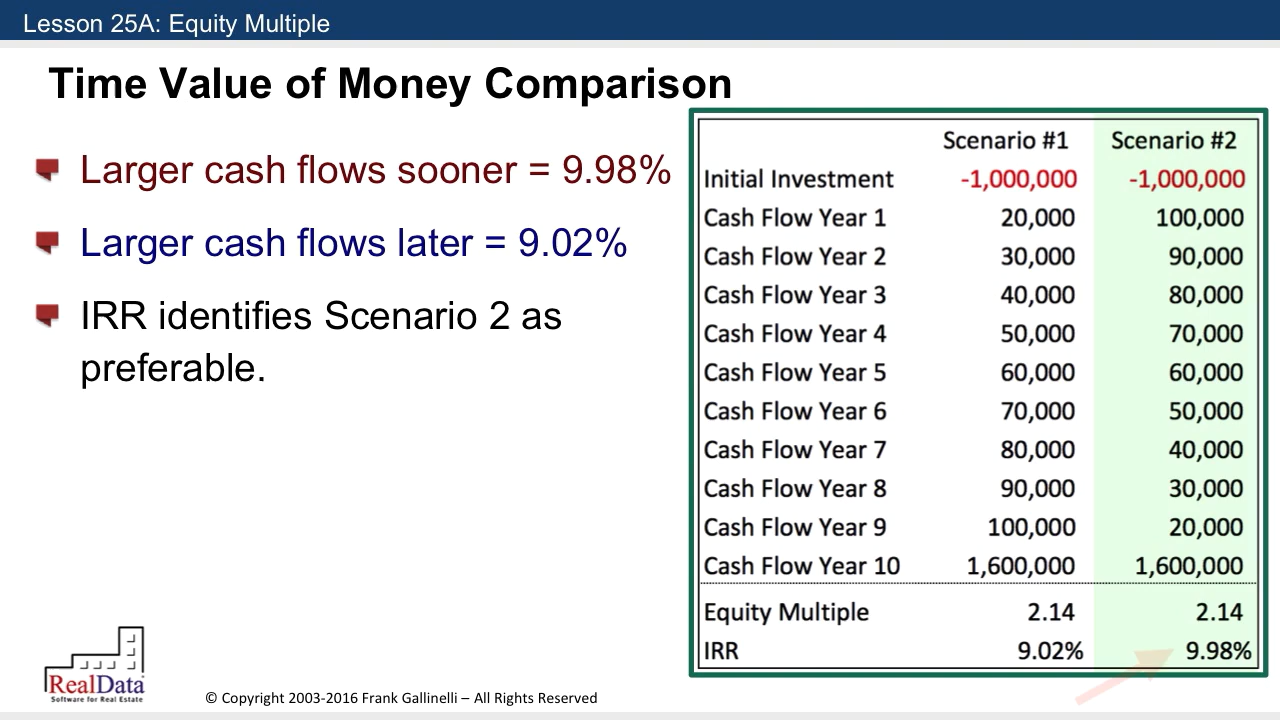 Lesson 25A: Equity Multiple
Time Value of Money Comparison
Larger cash flows sooner = 9.98%
Larger cash flows later = 9.02%
IRR identifies Scenario 2 as
preferable.
Scenario #1 Scenario #2
Initial Investment -1,000,000 -1,000,000
Cash Flow Year 1 20,000 100,000
Cash Flow Year 2 30,000 90,000
Cash Flow Year 3 40,000 80,000
Cash Flow Year 4 50,000 70,000
Cash Flow Year 5 60,000 60,000
Cash Flow Year 6 70,000 50,000
Cash Flow Year 7 80,000 40,000
Cash Flow Year 8 90,000 30,000
Cash Flow Year 9 100,000 20,000
Cash Flow Year 10 1,600,000 1,600,000
Equity Multiple 2.14 2.14
IRR 9.02% 9.98%
RealData
Software for Real Estate
© Copyright 2003-2016 Frank Gallinelli – All Rights Reserved